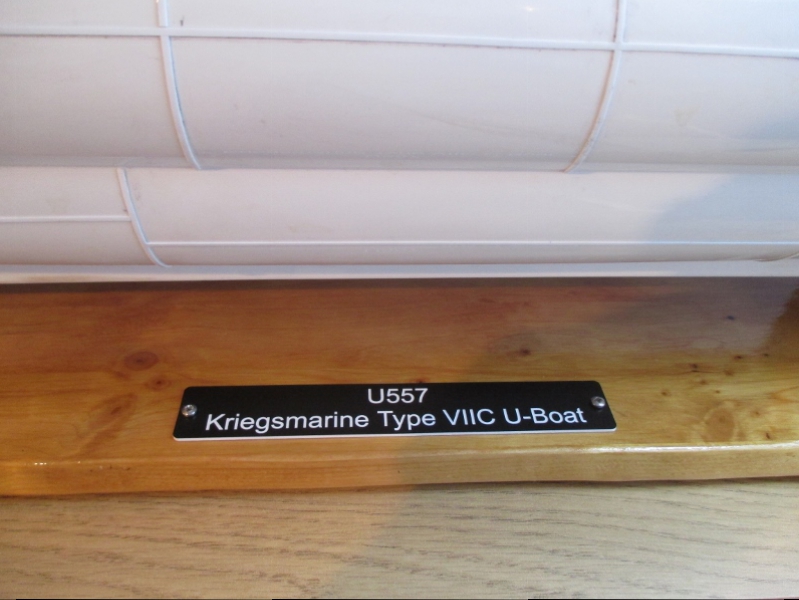 U557
Kriegsmarine Type VIIC U-Boat